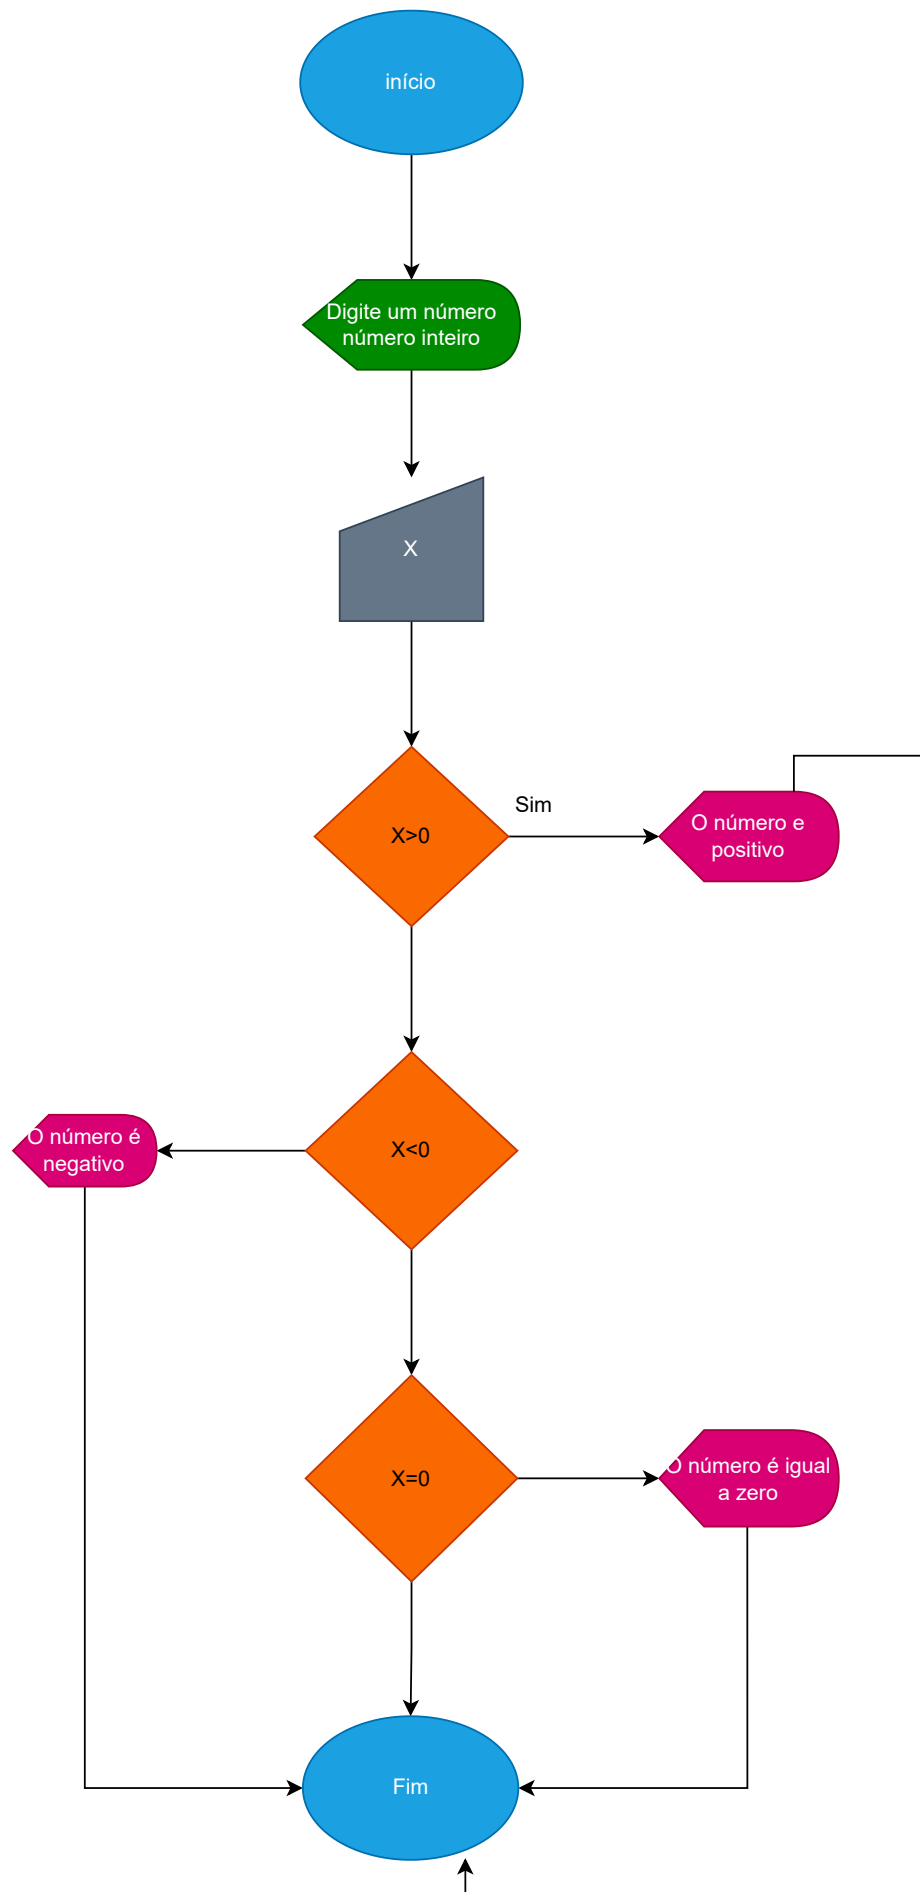 início
Digite um número
número inteiro
X
X>0
Sim
O número e
positivo
X<0
O número é
negativo
X=0
O número é igual
a zero
Fim